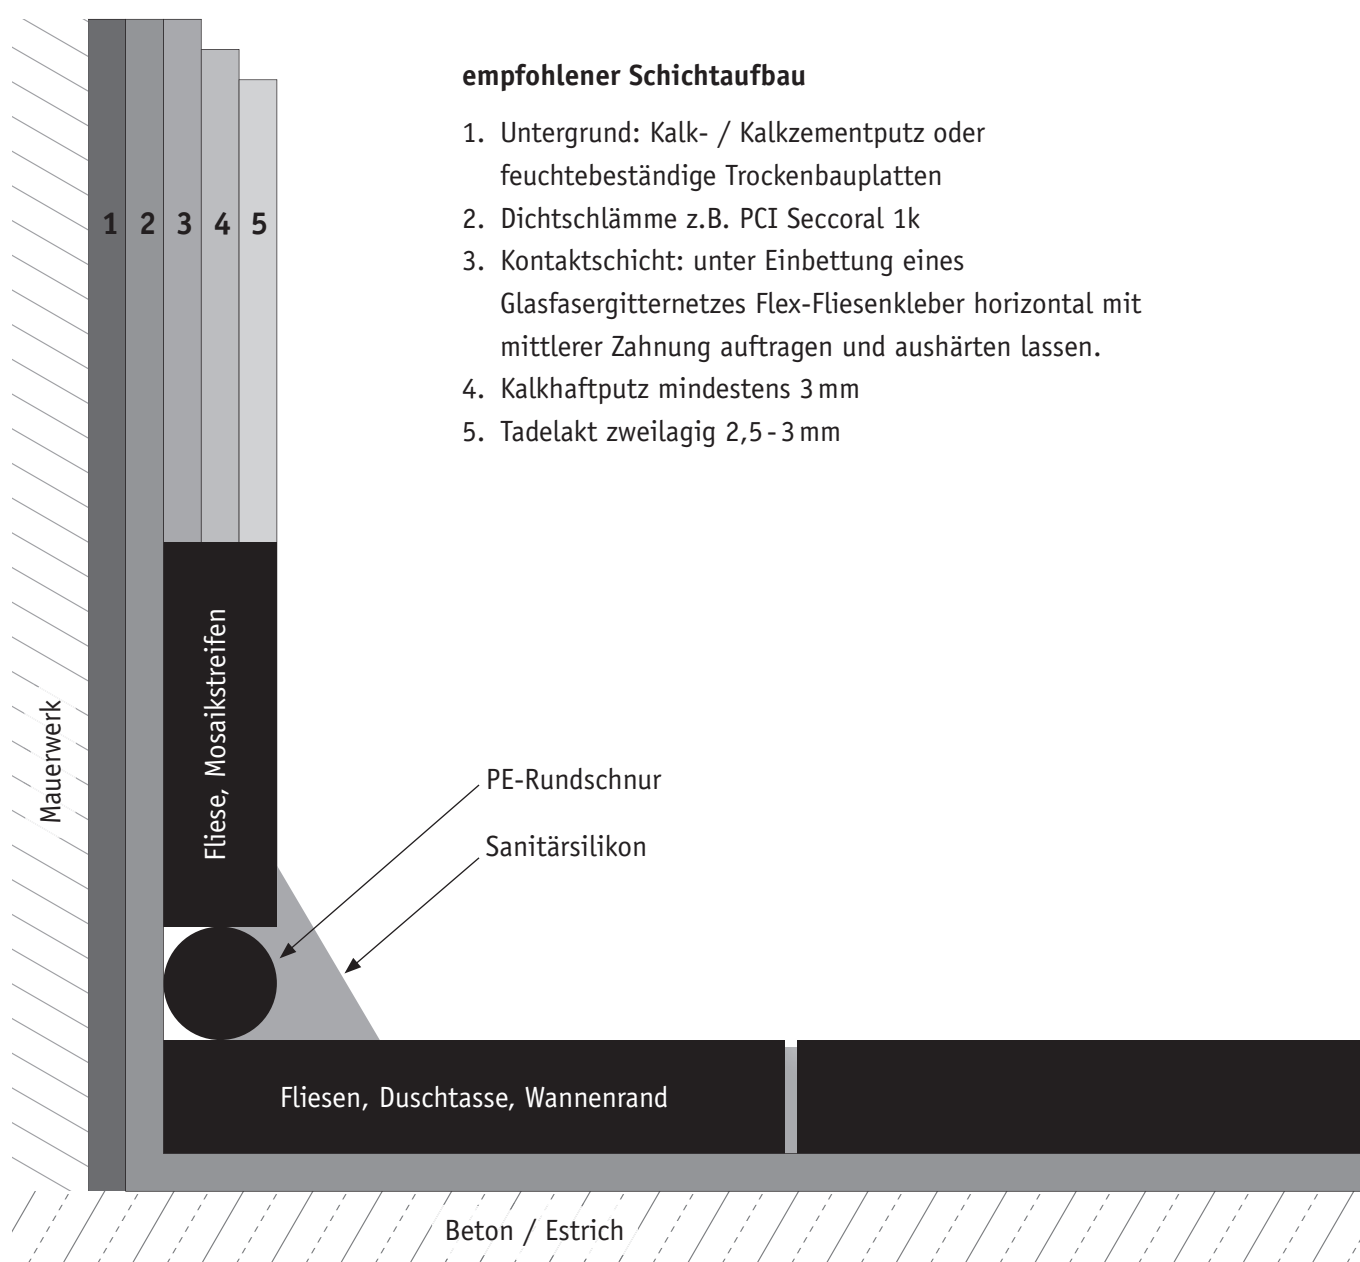 empfohlener Schichtaufbau
1. Untergrund: Kalk- / Kalkzementputz oder
feuchtebeständige Trockenbauplatten
2. Dichtschlämme z.B. PCI Seccoral 1k
3. Kontaktschicht: unter Einbettung eines
Glasfasergitternetzes Flex-Fliesenkleber horizontal mit
mittlerer Zahnung auftragen und aushärten lassen.
4. Kalkhaftputz mindestens 3 mm
5. Tadelakt zweilagig 2,5 - 3 mm
1 2 3 4 5
Fliese, Mosaikstreifen
Mauerwerk
PE-Rundschnur
Sanitärsilikon
Fliesen, Duschtasse, Wannenrand
Beton / Estrich